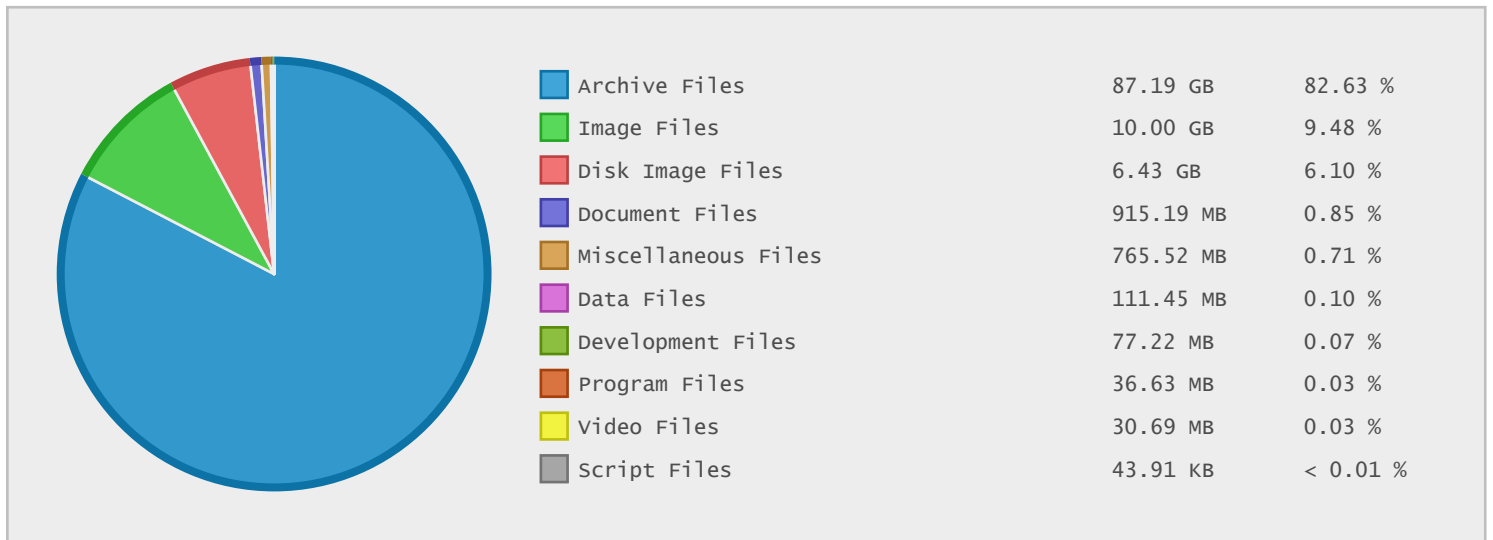 Archive Files 87.19 GB 82.63 %
Image Files 10.00 GB 9.48 %
Disk Image Files 6.43 GB 6.10 %
Document Files 915.19 MB 0.85 %
Miscellaneous Files 765.52 MB 0.71 %
Data Files 111.45 MB 0.10 %
Development Files 77.22 MB 0.07 %
Program Files 36.63 MB 0.03 %
Video Files 30.69 MB 0.03 %
Script Files 43.91 KB < 0.01 %